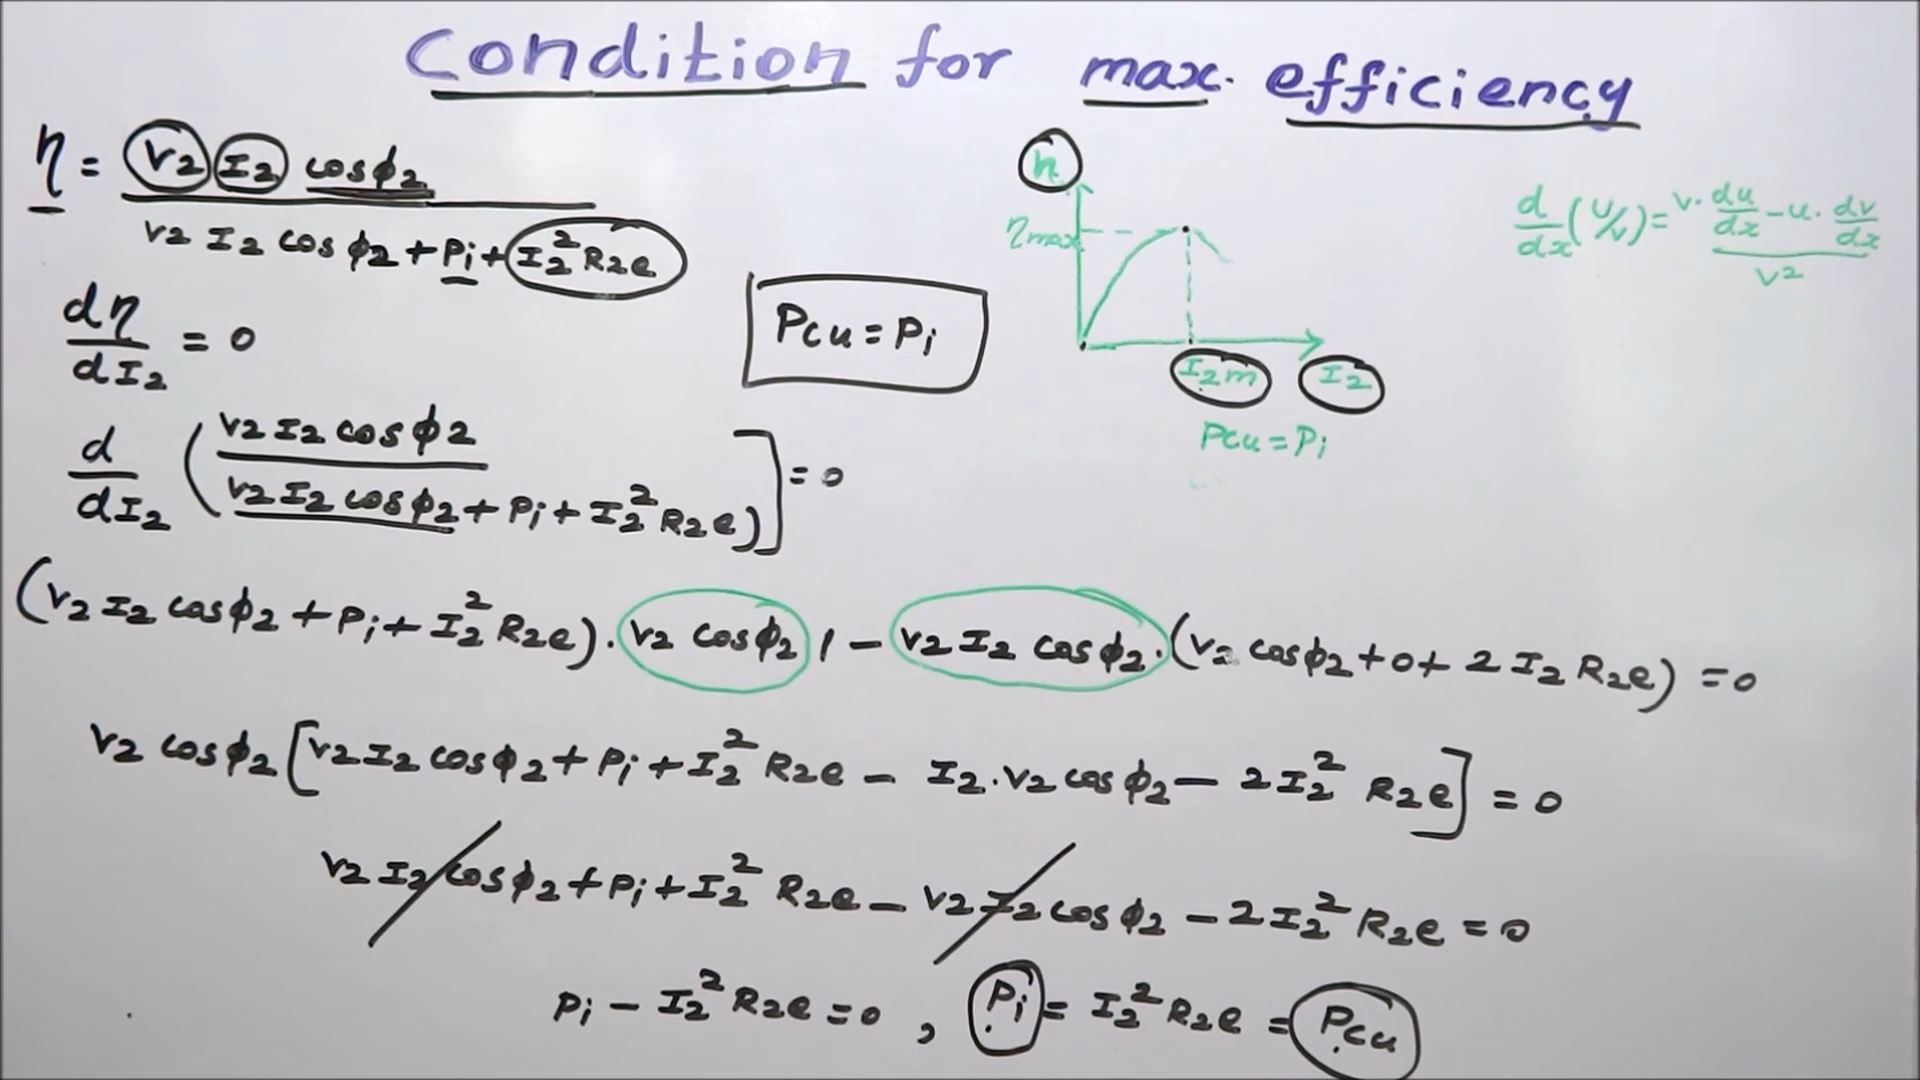 Condition for max. efficiency
η = V2 I2 cosϕ2 / V2 I2 cosϕ2 + Pi + I2² R2e
dη / dI2 = 0
Pcu = Pi
η
ηmax
I2m
I2
Pcu = Pi
d/dx (U/V) = V. du/dx - u. dv/dx / V²
d/dI2 ( V2 I2 cosϕ2 / V2 I2 cosϕ2 + Pi + I2² R2e ) ] = 0
(V2 I2 cosϕ2 + Pi + I2² R2e) . V2 cosϕ2 1 - V2 I2 cosϕ2 . (V2 cosϕ2 + 0 + 2 I2 R2e) = 0
V2 cosϕ2 [V2 I2 cosϕ2 + Pi + I2² R2e - I2 . V2 cosϕ2 - 2 I2² R2e] = 0
V2 I2 cosϕ2 + Pi + I2² R2e - V2 I2 cosϕ2 - 2 I2² R2e = 0
Pi - I2² R2e = 0 , Pi = I2² R2e = Pcu